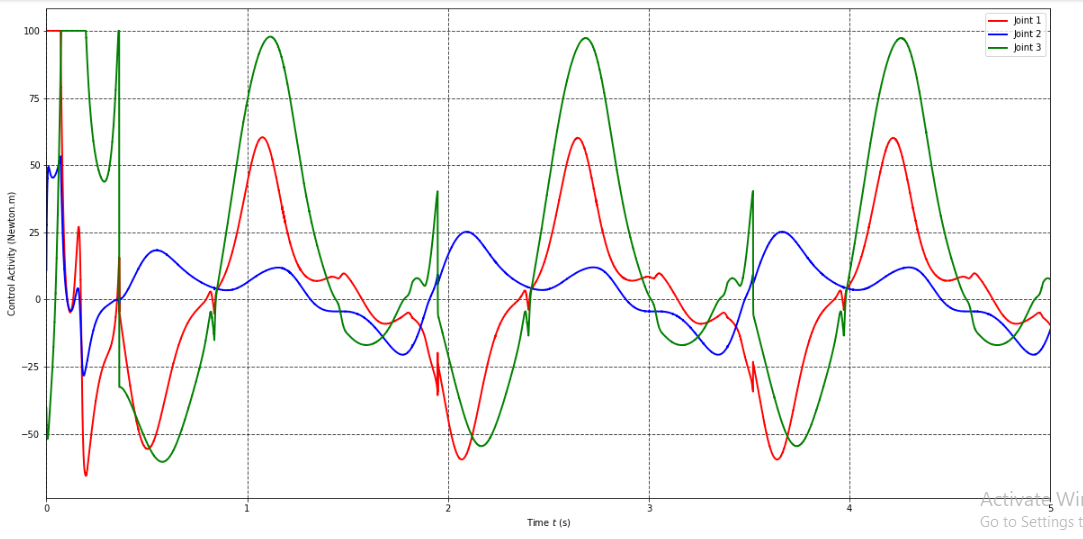 100
75
50
25
0
−25
−50
Control Activity (Newton.m)
Joint 1
Joint 2
Joint 3
0
1
2
3
4
5
Time t (s)
Activate Wi
Go to Settings t